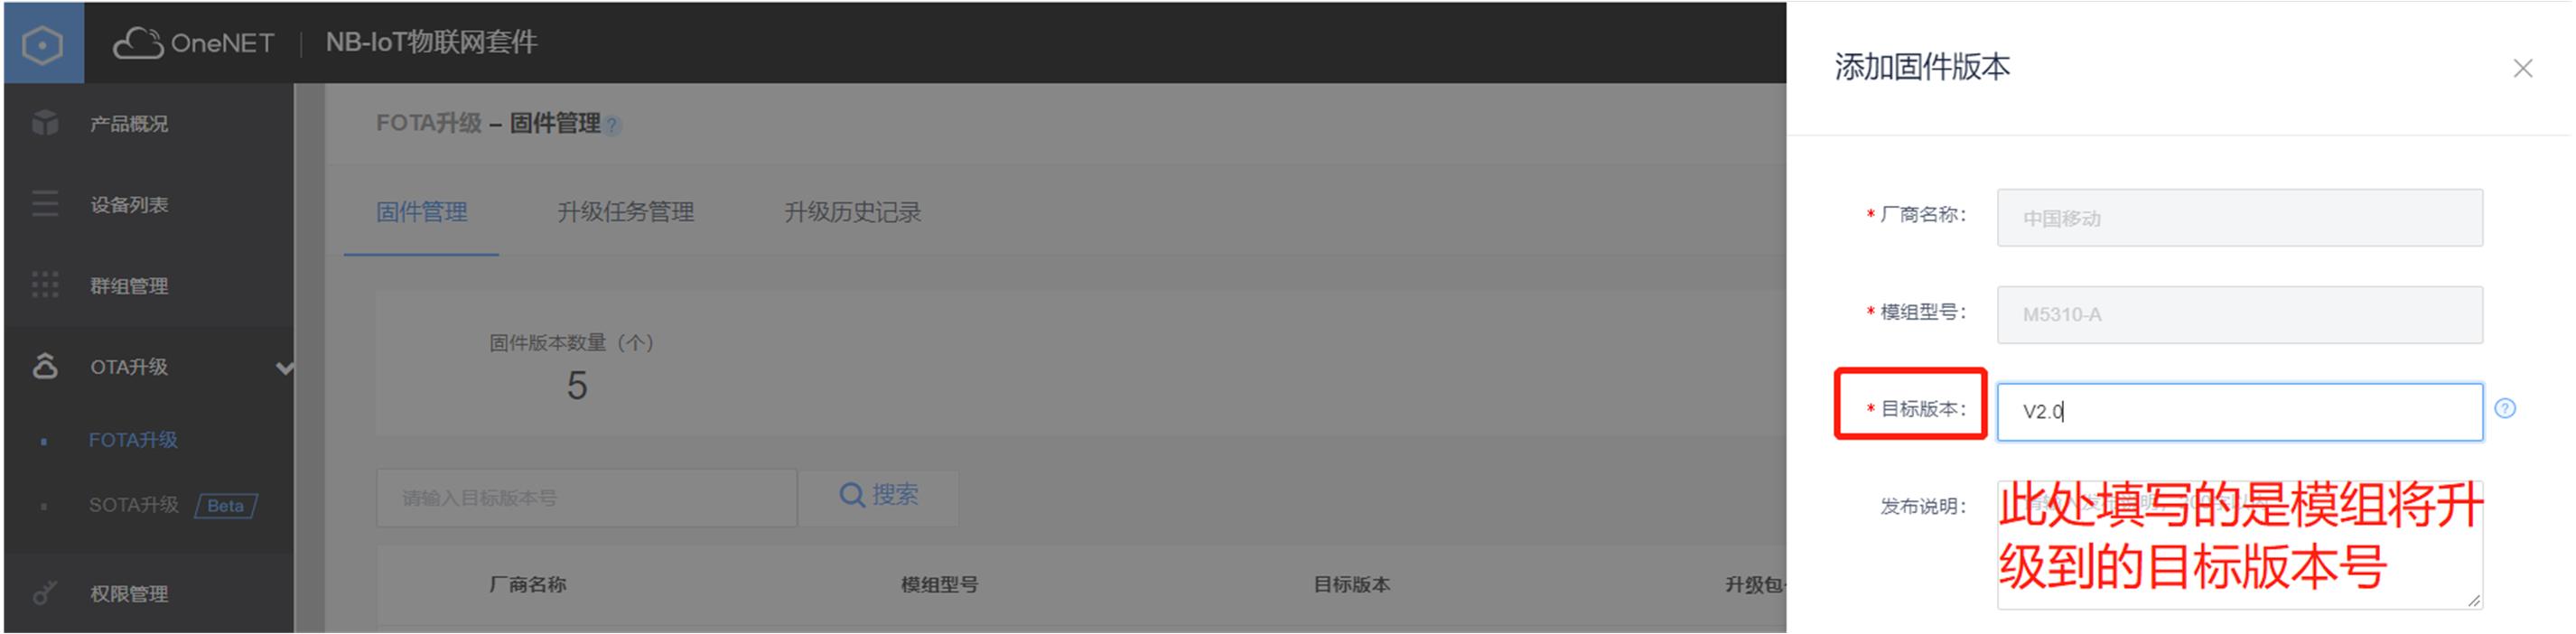 OneNET
NB-IoT物联网套件
产品概况
设备列表
群组管理
OTA升级
FOTA升级
SOTA升级 Beta
权限管理
FOTA升级 – 固件管理 ?
固件管理 升级任务管理 升级历史记录
固件版本数量（个）
5
请输入目标版本号 搜索
厂商名称 模组型号 目标版本 升级包
添加固件版本
* 厂商名称： 中国移动
* 模组型号： M5310-A
* 目标版本： V2.0 ?
发布说明：
此处填写的是模组将升
级到的目标版本号